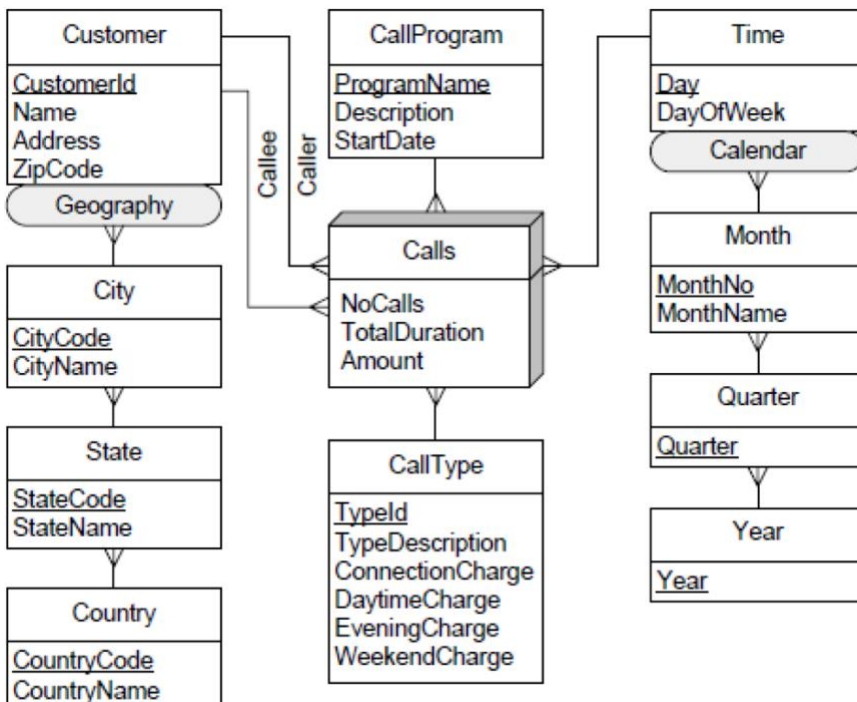 Customer
CustomerId
Name
Address
ZipCode
Geography
City
CityCode
CityName
State
StateCode
StateName
Country
CountryCode
CountryName
Callee
Caller
CallProgram
ProgramName
Description
StartDate
Calls
NoCalls
TotalDuration
Amount
CallType
TypeId
TypeDescription
ConnectionCharge
DaytimeCharge
EveningCharge
WeekendCharge
Time
Day
DayOfWeek
Calendar
Month
MonthNo
MonthName
Quarter
Quarter
Year
Year